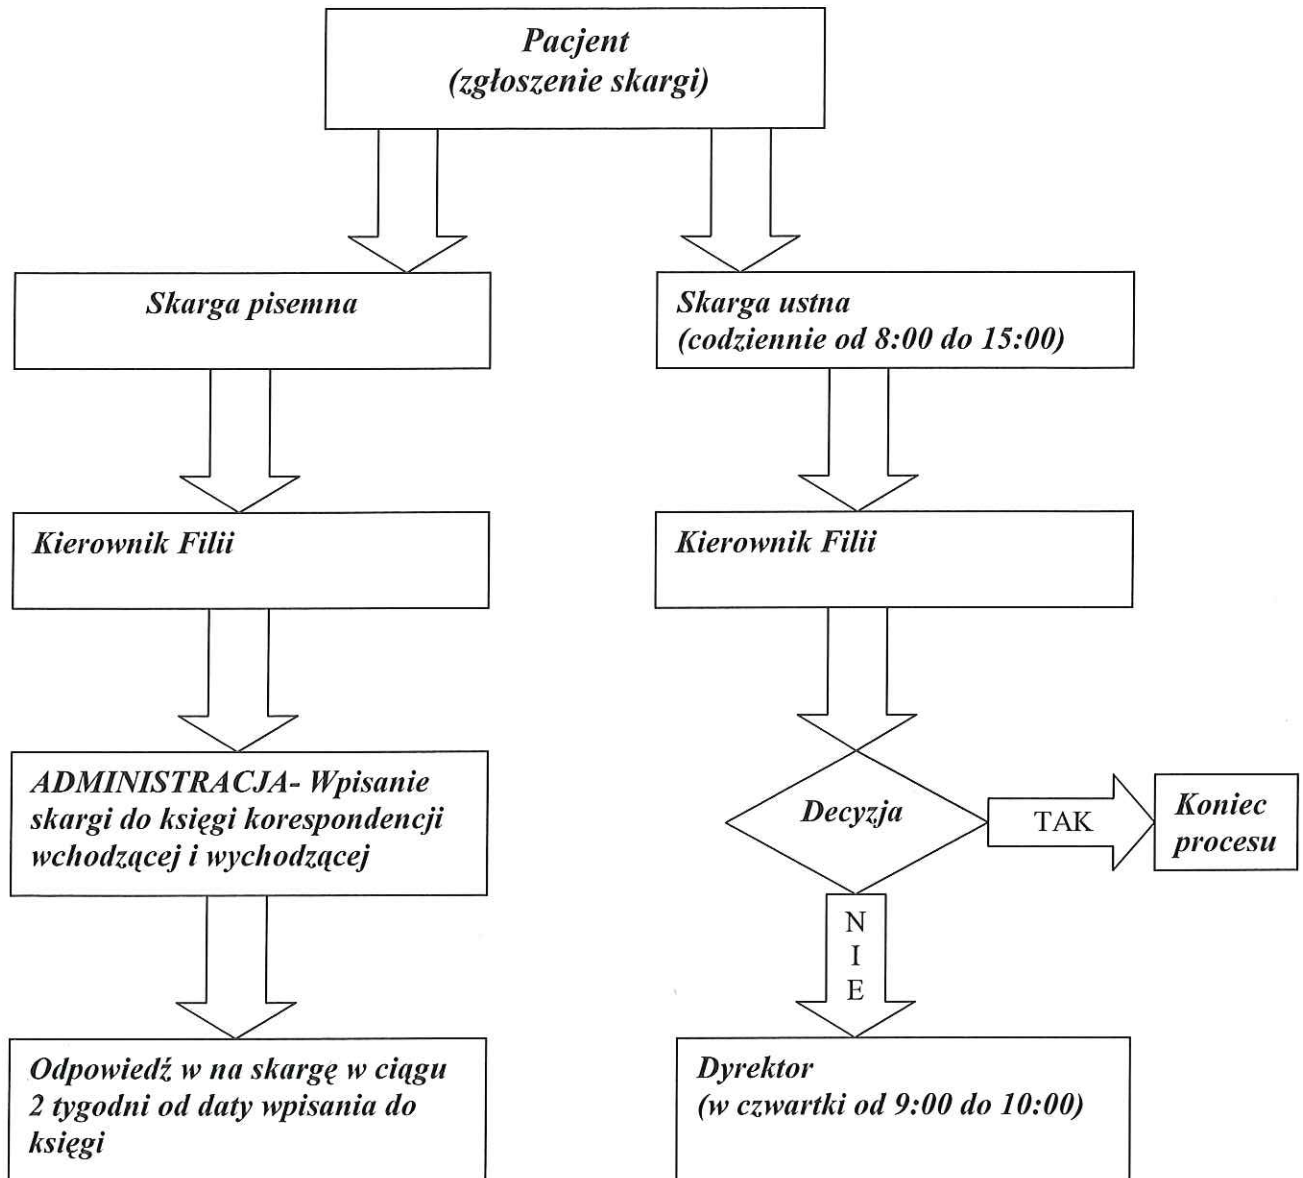 Pacjent
(zgłoszenie skargi)
Skarga pisemna
Skarga ustna
(codziennie od 8:00 do 15:00)
Kierownik Filii
Kierownik Filii
ADMINISTRACJA- Wpisanie
skargi do księgi korespondencji
wchodzącej i wychodzącej
Decyzja
TAK
Koniec
procesu
N
I
E
Odpowiedź w na skargę w ciągu
2 tygodni od daty wpisania do
księgi
Dyrektor
(w czwartki od 9:00 do 10:00)